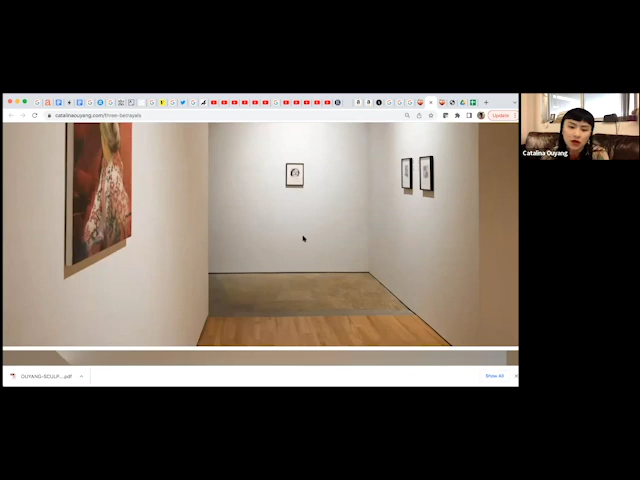 catalinaouyang.com/three-betrayals
Update
Catalina Ouyang
OUYANG-SCULP....pdf
Show All